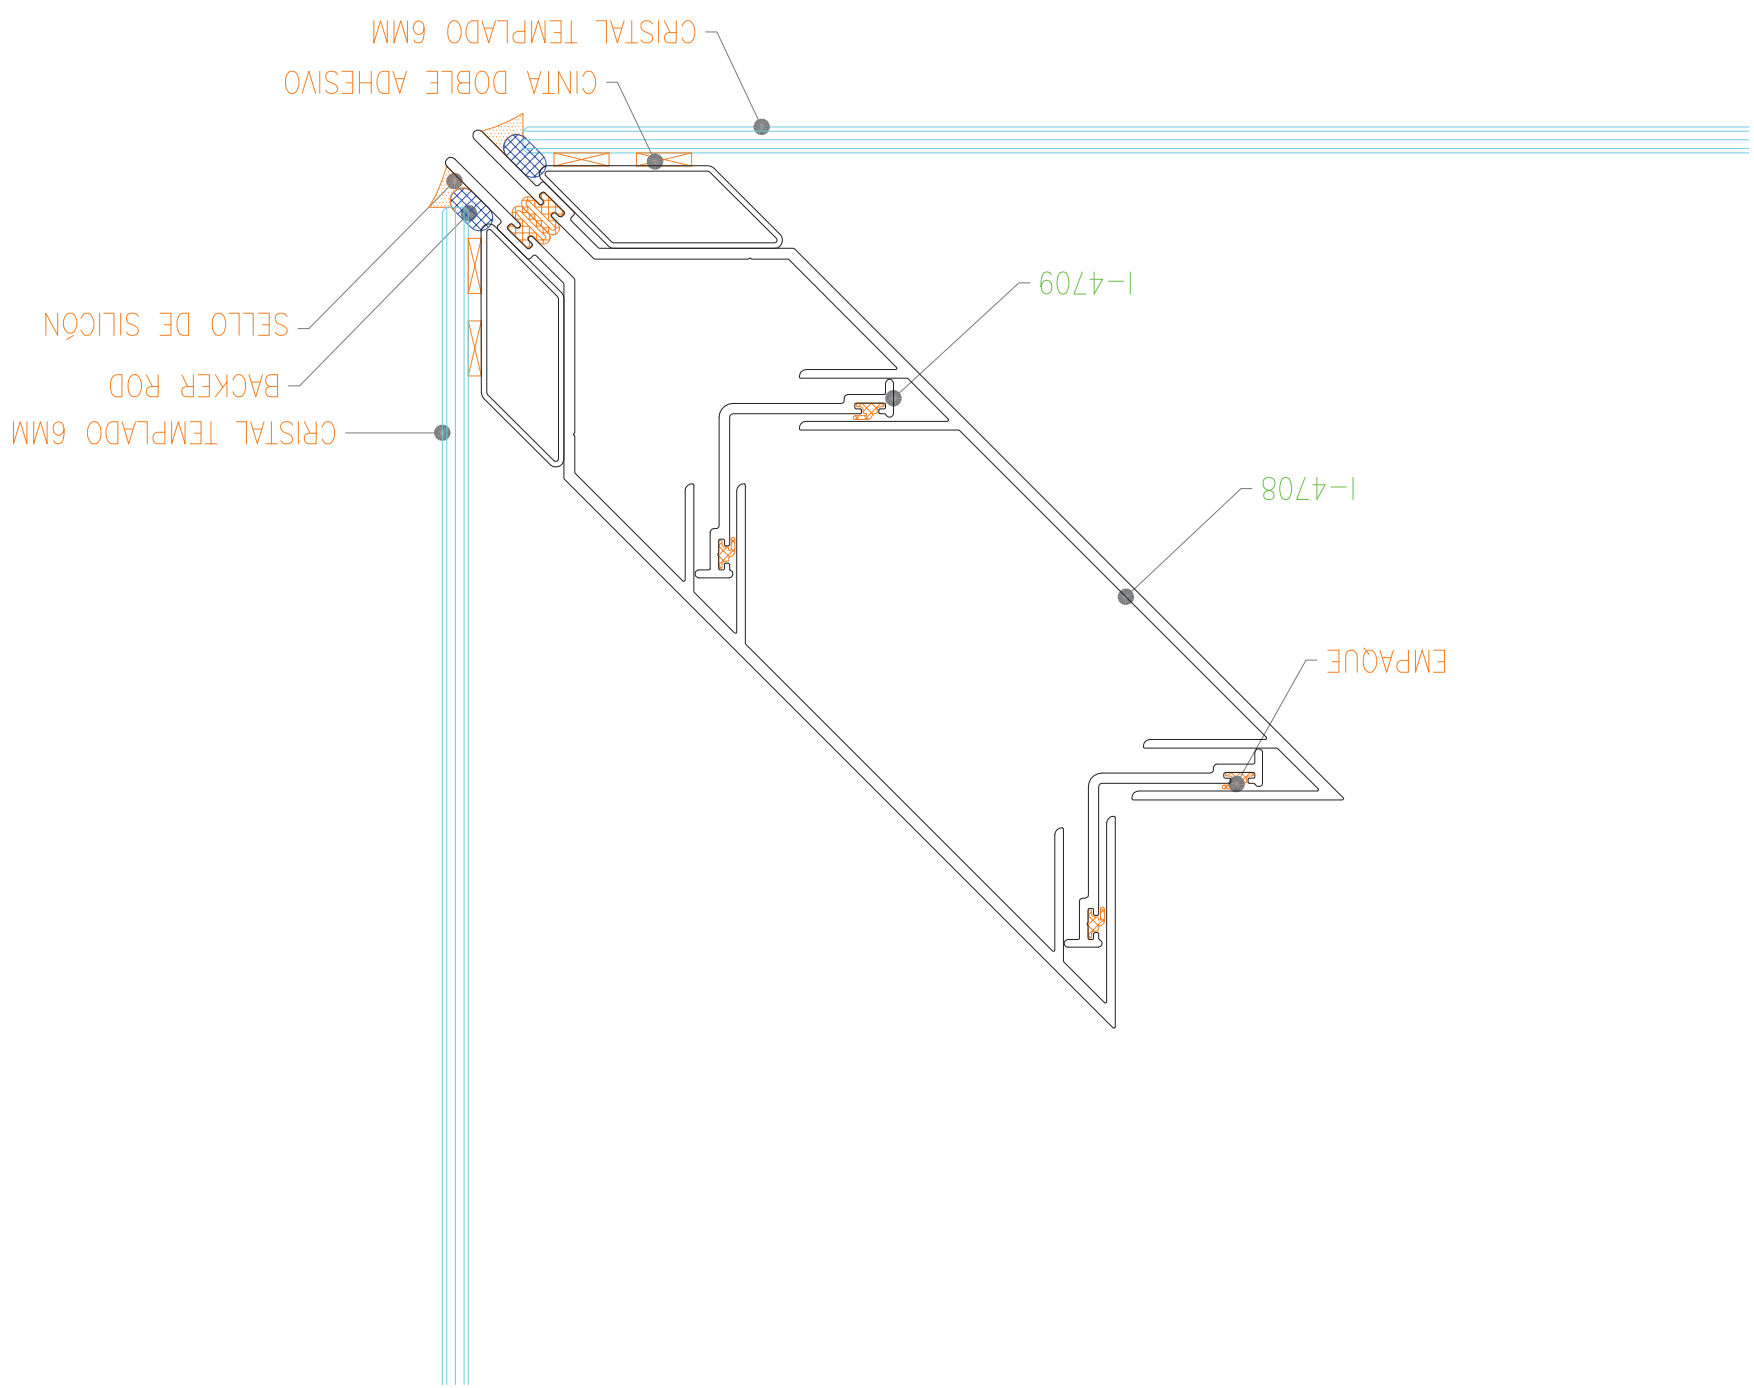 CRISTAL TEMPLADO 6MM
CINTA DOBLE ADHESIVO
I-4709
SELLO DE SILICÓN
BACKER ROD
CRISTAL TEMPLADO 6MM
I-4708
EMPAQUE